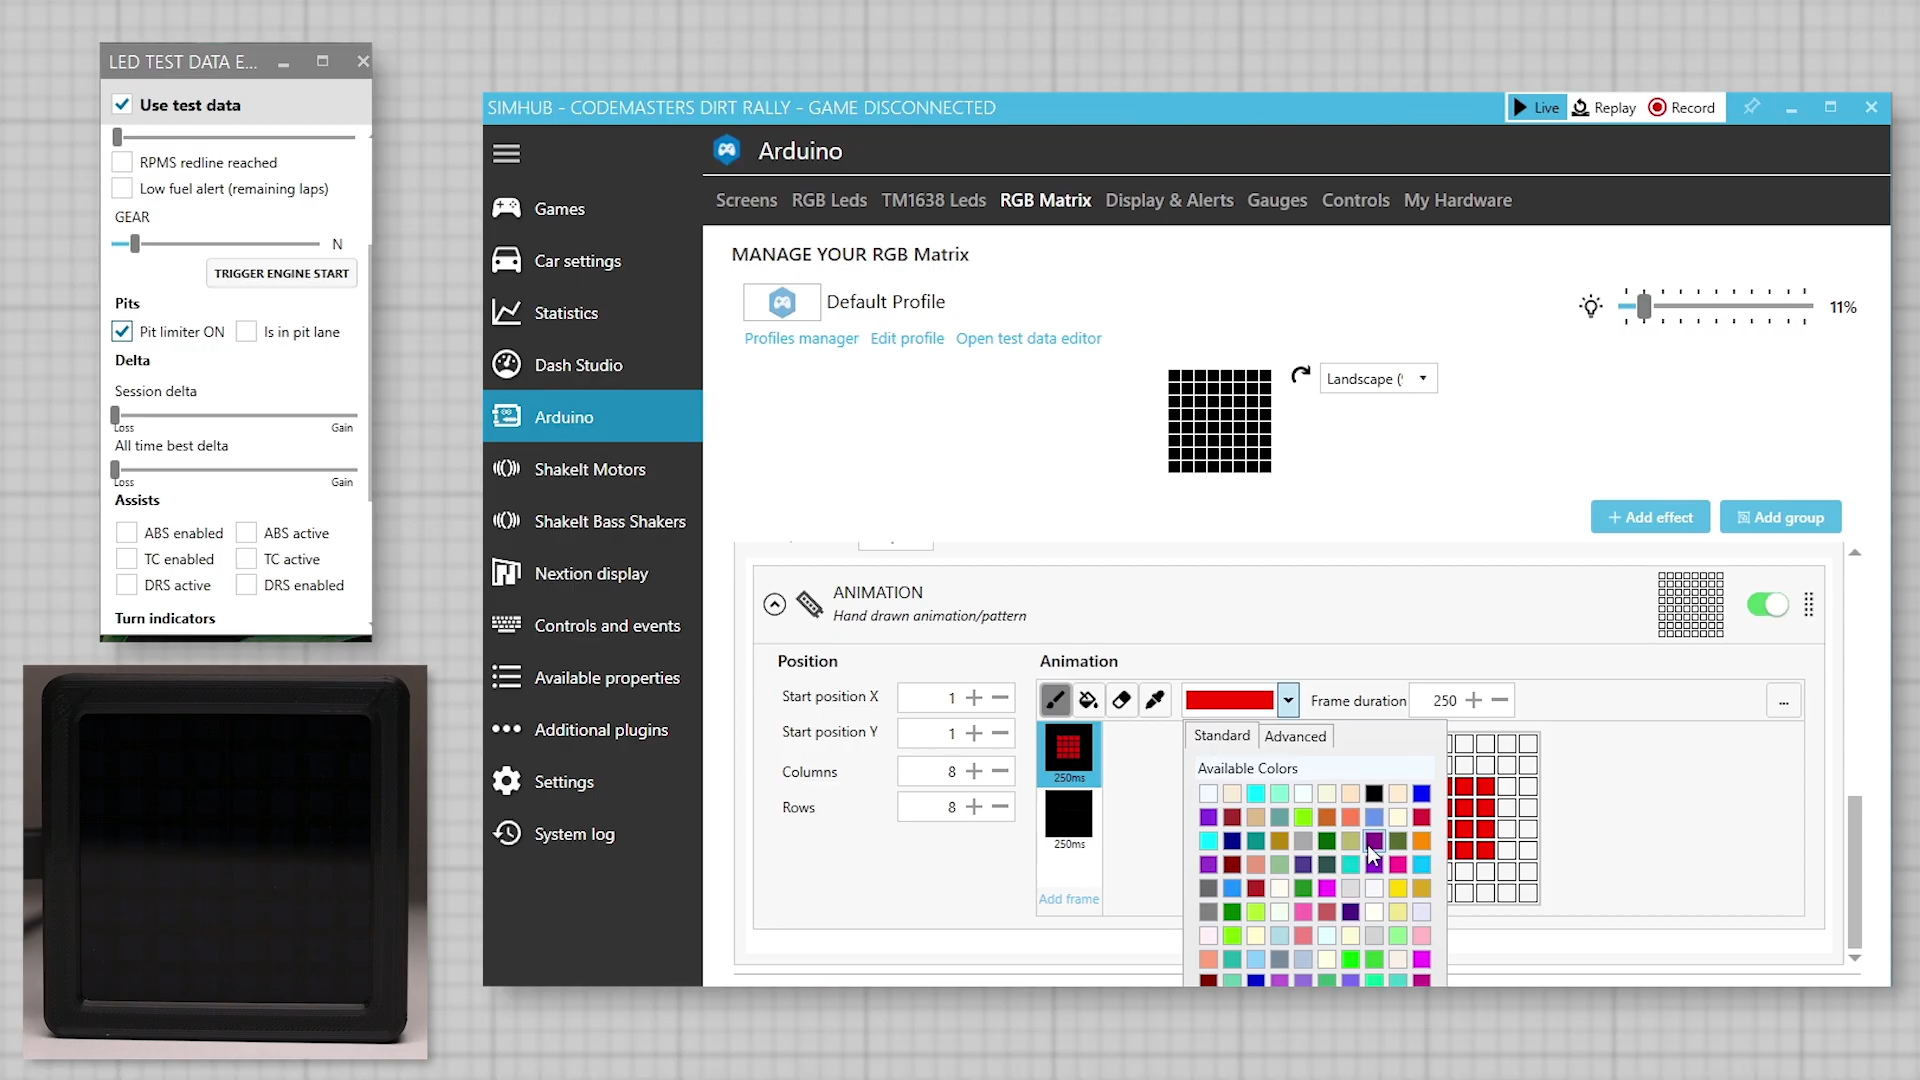 LED TEST DATA E...
Use test data
RPMS redline reached
Low fuel alert (remaining laps)
GEAR
N
TRIGGER ENGINE START
Pits
Pit limiter ON
Is in pit lane
Delta
Session delta
Loss
Gain
All time best delta
Loss
Gain
Assists
ABS enabled
ABS active
TC enabled
TC active
DRS active
DRS enabled
Turn indicators
SIMHUB - CODEMASTERS DIRT RALLY - GAME DISCONNECTED
Live
Replay
Record
Games
Car settings
Statistics
Dash Studio
Arduino
ShakeIt Motors
ShakeIt Bass Shakers
Nextion display
Controls and events
Available properties
Additional plugins
Settings
System log
Arduino
Screens
RGB Leds
TM1638 Leds
RGB Matrix
Display & Alerts
Gauges
Controls
My Hardware
MANAGE YOUR RGB Matrix
Default Profile
Profiles manager
Edit profile
Open test data editor
11%
Landscape (
+ Add effect
Add group
ANIMATION
Hand drawn animation/pattern
Position
Start position X
1
Start position Y
1
Columns
8
Rows
8
Animation
Frame duration
250
...
250ms
250ms
Add frame
Standard
Advanced
Available Colors